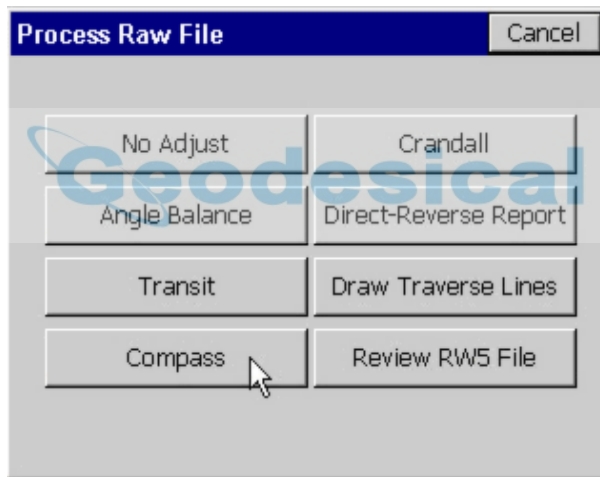 Process Raw File
Cancel
No Adjust
Crandall
Geodesical
Angle Balance
Direct-Reverse Report
Transit
Draw Traverse Lines
Compass
Review RW5 File